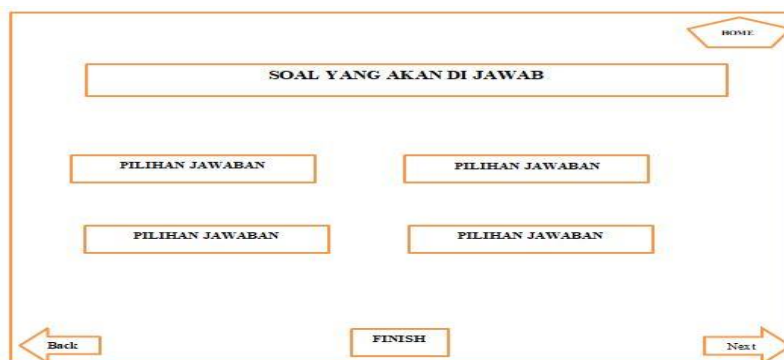 HOME
SOAL YANG AKAN DI JAWAB
PILIHAN JAWABAN
PILIHAN JAWABAN
PILIHAN JAWABAN
PILIHAN JAWABAN
Back
FINISH
Next